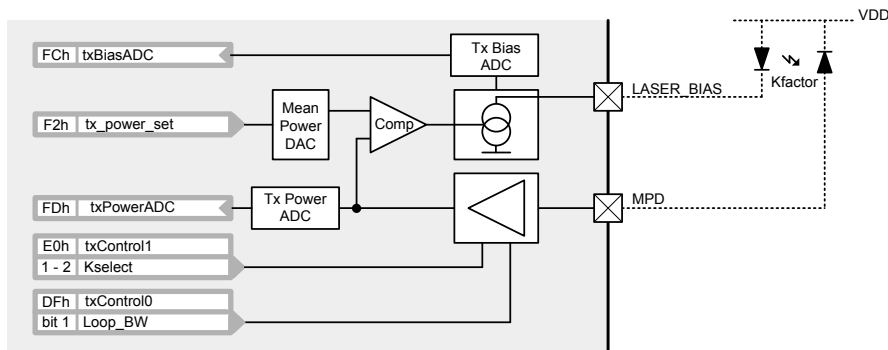 VDD
FCh txBiasADC
Tx Bias
ADC
Kfactor
LASER_BIAS
F2h tx_power_set
Mean
Power
DAC
Comp
FDh txPowerADC
Tx Power
ADC
MPD
E0h txControl1
1 - 2 Kselect
DFh txControl0
bit 1 Loop_BW